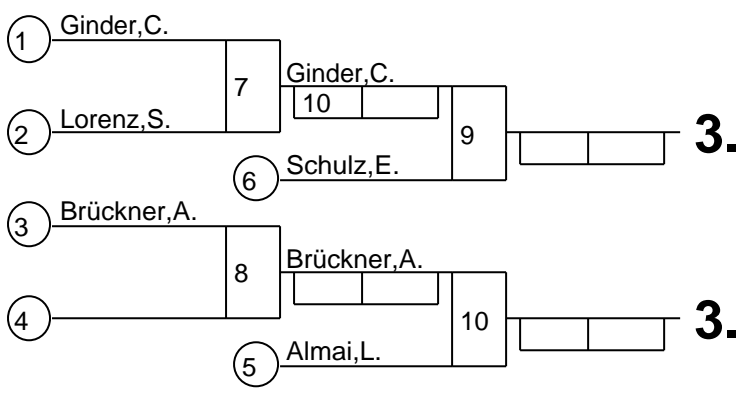 1 Ginder,C.
7 Ginder,C.
10
2 Lorenz,S.
9 3.
6 Schulz,E.
3 Brückner,A.
8 Brückner,A.
4
10 3.
5 Almai,L.